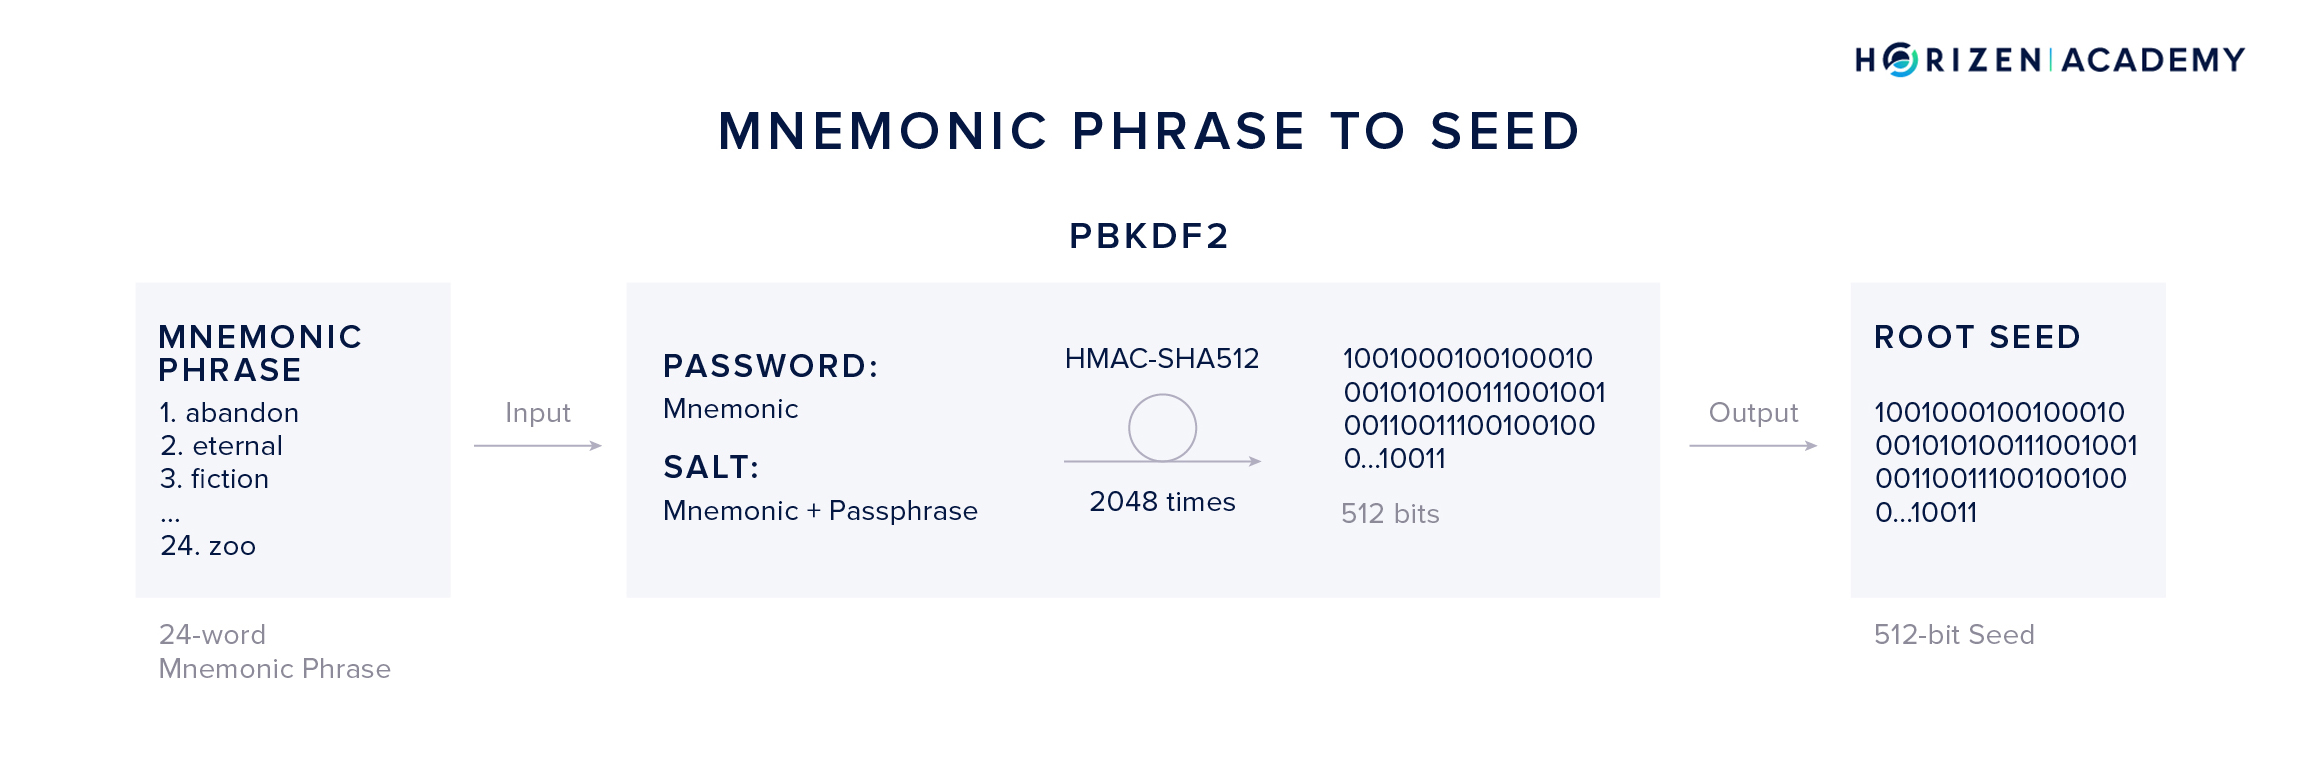 HORIZEN ACADEMY
MNEMONIC PHRASE TO SEED
PBKDF2
MNEMONIC
PHRASE
1. abandon
2. eternal
3. fiction
...
24. zoo
24-word
Mnemonic Phrase
Input
PASSWORD:
Mnemonic
SALT:
Mnemonic + Passphrase
HMAC-SHA512
2048 times
1001000100100010
001010100111001001
00110011100100100
0...10011
512 bits
Output
ROOT SEED
1001000100100010
001010100111001001
00110011100100100
0...10011
512-bit Seed